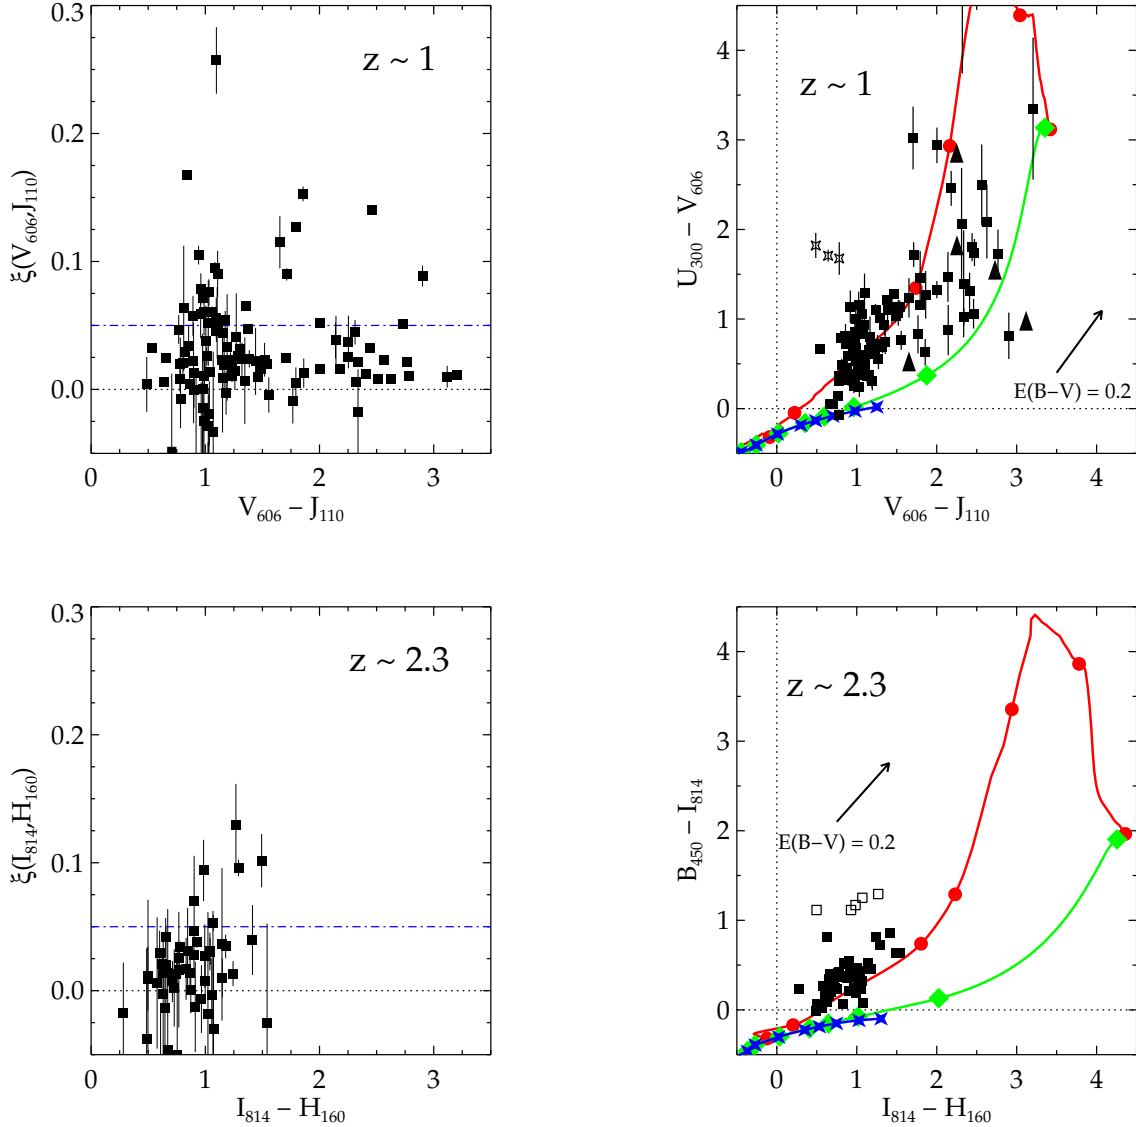 0.3
0.2
0.1
0.0
ξ(V606,J110)
z ~ 1
0 1 2 3
V606 − J110
4
3
2
1
0
U300 − V606
z ~ 1
E(B−V) = 0.2
0 1 2 3 4
V606 − J110
0.3
0.2
0.1
0.0
ξ(I814,H160)
z ~ 2.3
0 1 2 3
I814 − H160
4
3
2
1
0
B450 − I814
z ~ 2.3
E(B−V) = 0.2
0 1 2 3 4
I814 − H160